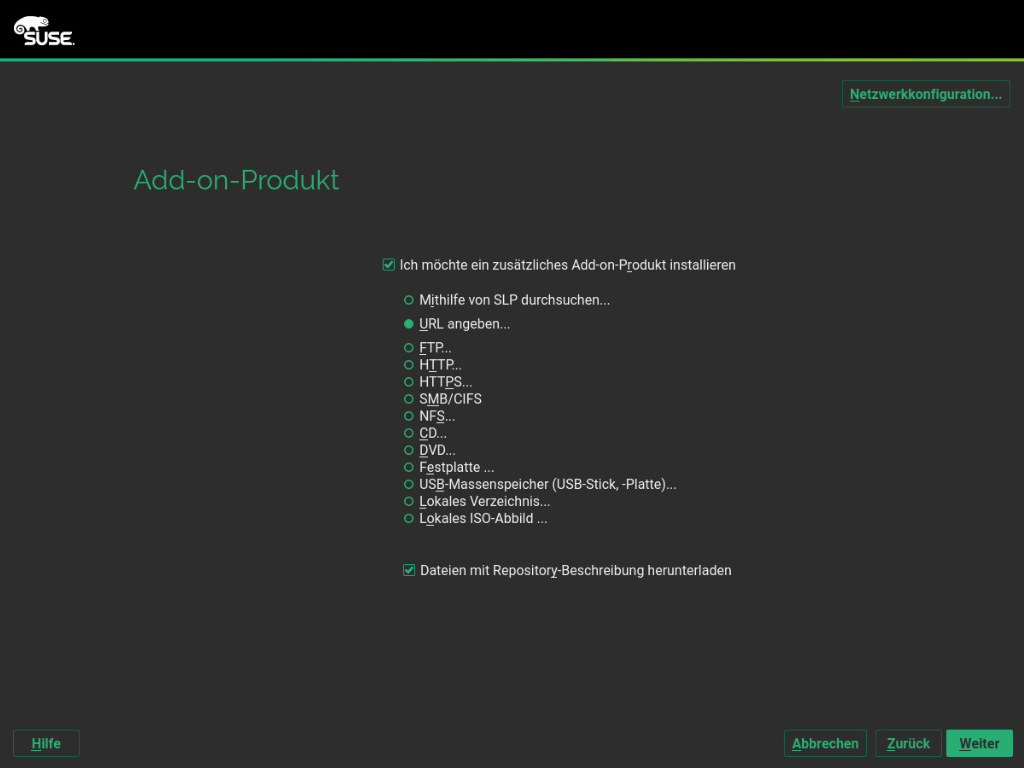 SUSE
Netzwerkkonfiguration...
Add-on-Produkt
Ich möchte ein zusätzliches Add-on-Produkt installieren
Mithilfe von SLP durchsuchen...
URL angeben...
FTP...
HTTP...
HTTPS...
SMB/CIFS
NFS...
CD...
DVD...
Festplatte ...
USB-Massenspeicher (USB-Stick, -Platte)...
Lokales Verzeichnis...
Lokales ISO-Abbild ...
Dateien mit Repository-Beschreibung herunterladen
Hilfe Abbrechen Zurück Weiter